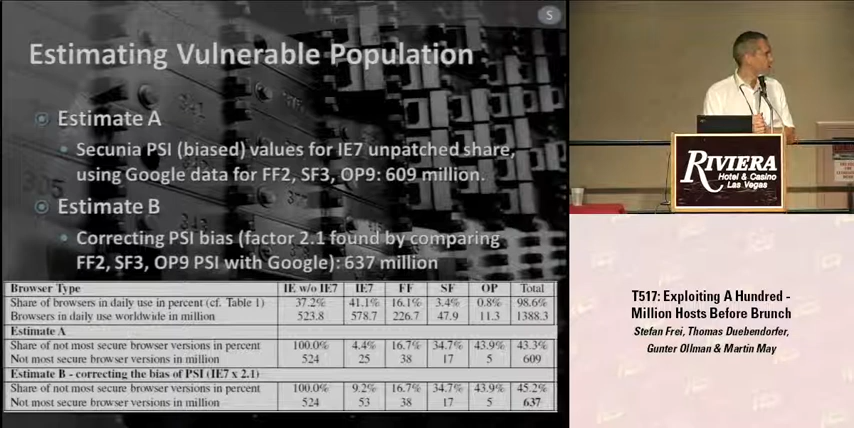 S
Estimating Vulnerable Population
Estimate A
Secunia PSI (biased) values for IE7 unpatched share,
using Google data for FF2, SF3, OP9: 609 million.
Estimate B
Correcting PSI bias (factor 2.1 found by comparing
FF2, SF3, OP9 PSI with Google): 637 million
Browser Type IE w/o IE7 IE7 FF SF OP Total
Share of browsers in daily use in percent (cf. Table 1) 37.2% 41.1% 16.1% 3.4% 0.8% 98.6%
Browsers in daily use worldwide in million 523.8 578.7 226.7 47.9 11.3 1388.3
Estimate A
Share of not most secure browser versions in percent 100.0% 4.4% 16.7% 34.7% 43.9% 43.3%
Not most secure browser versions in million 524 25 38 17 5 609
Estimate B - correcting the bias of PSI (IE7 x 2.1)
Share of not most secure browser versions in percent 100.0% 9.2% 16.7% 34.7% 43.9% 45.2%
Not most secure browser versions in million 524 53 38 17 5 637
RIVIERA
Hotel & Casino
Las Vegas
T517: Exploiting A Hundred -
Million Hosts Before Brunch
Stefan Frei, Thomas Duebendorfer,
Gunter Ollman & Martin May